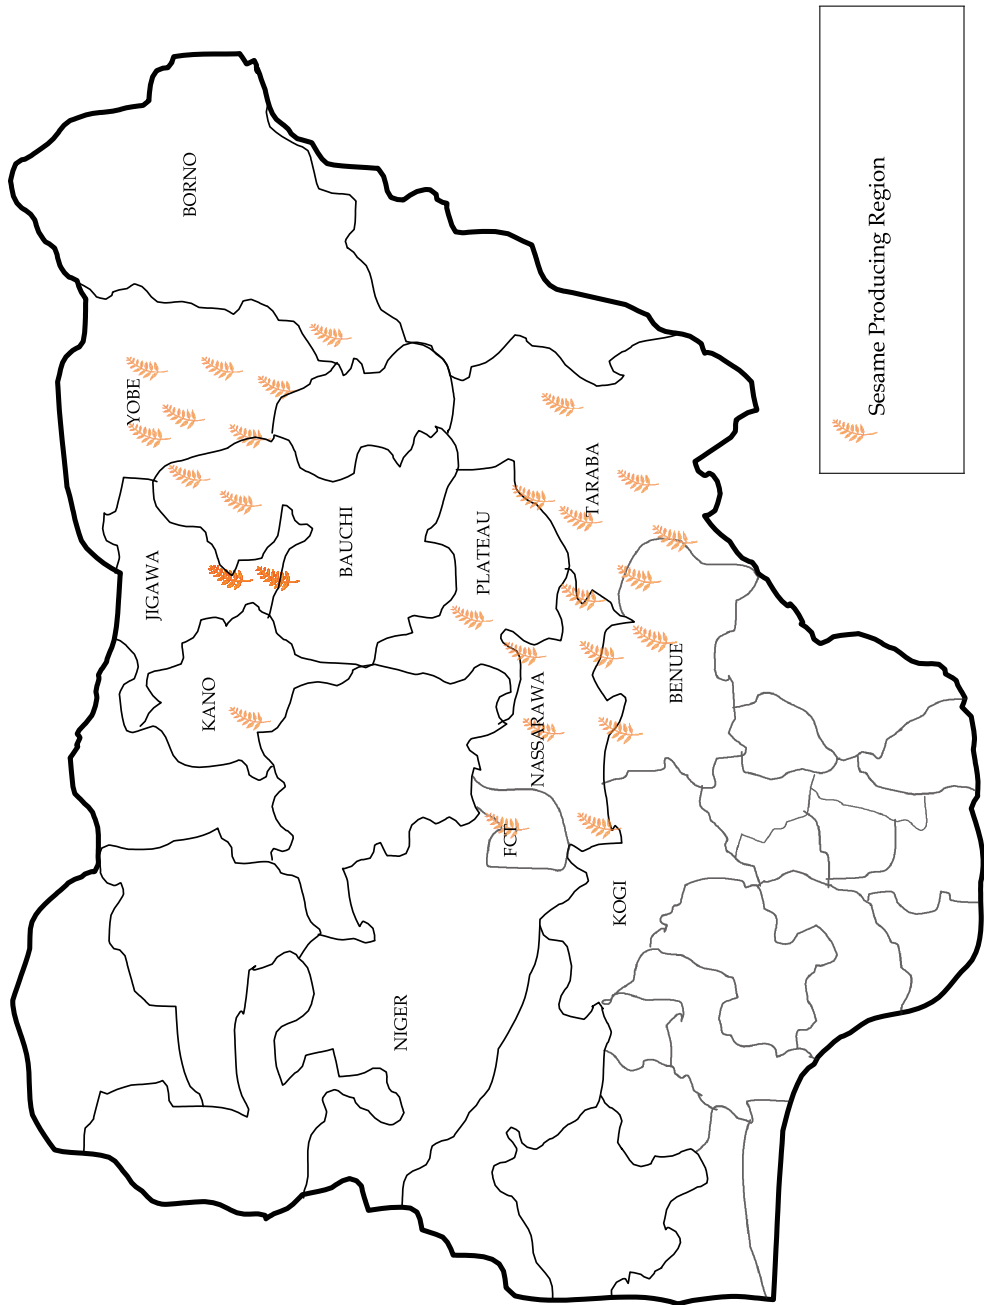 BORNO
YOBE
JIGAWA
BAUCHI
KANO
PLATEAU
TARABA
NASSARAWA
BENUE
FCT
KOGI
NIGER
Sesame Producing Region